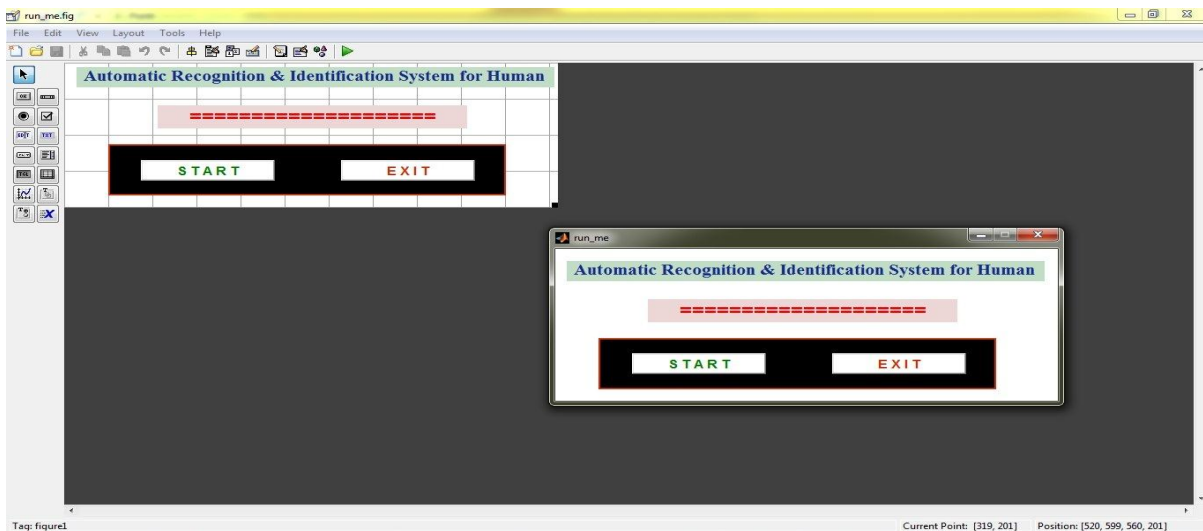 run_me.fig
File Edit View Layout Tools Help
Automatic Recognition & Identification System for Human
====================
START EXIT
run_me
Automatic Recognition & Identification System for Human
====================
START EXIT
Tag: figure1 Current Point: [319, 201] Position: [520, 599, 560, 201]